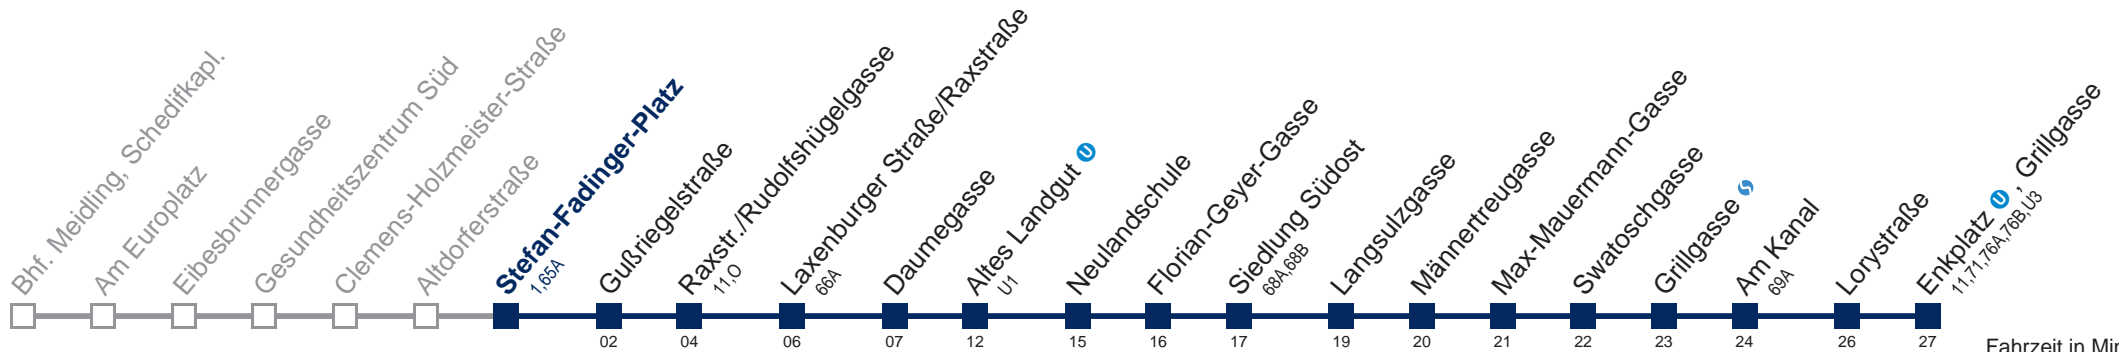 Bhf. Meidling, Schedifkapl.
Am Europlatz
Eibesbrunnergasse
Gesundheitszentrum Süd
Clemens-Holzmeister-Straße
Altdorferstraße
Stefan-Fadinger-Platz
1,65A
Gußriegelstraße
Raxstr./Rudolfshügelgasse
11,O
Laxenburger Straße/Raxstraße
66A
Daumegasse
Altes Landgut U
U1
Neulandschule
Florian-Geyer-Gasse
Siedlung Südost
68A,68B
Langsulzgasse
Männertreugasse
Max-Mauermann-Gasse
Swatoschgasse
Grillgasse S
Am Kanal
69A
Lorystraße
Enkplatz U , Grillgasse
11,71,76A,76B,U3
02 04 06 07 12 15 16 17 19 20 21 22 23 24 26 27
Fahrzeit in